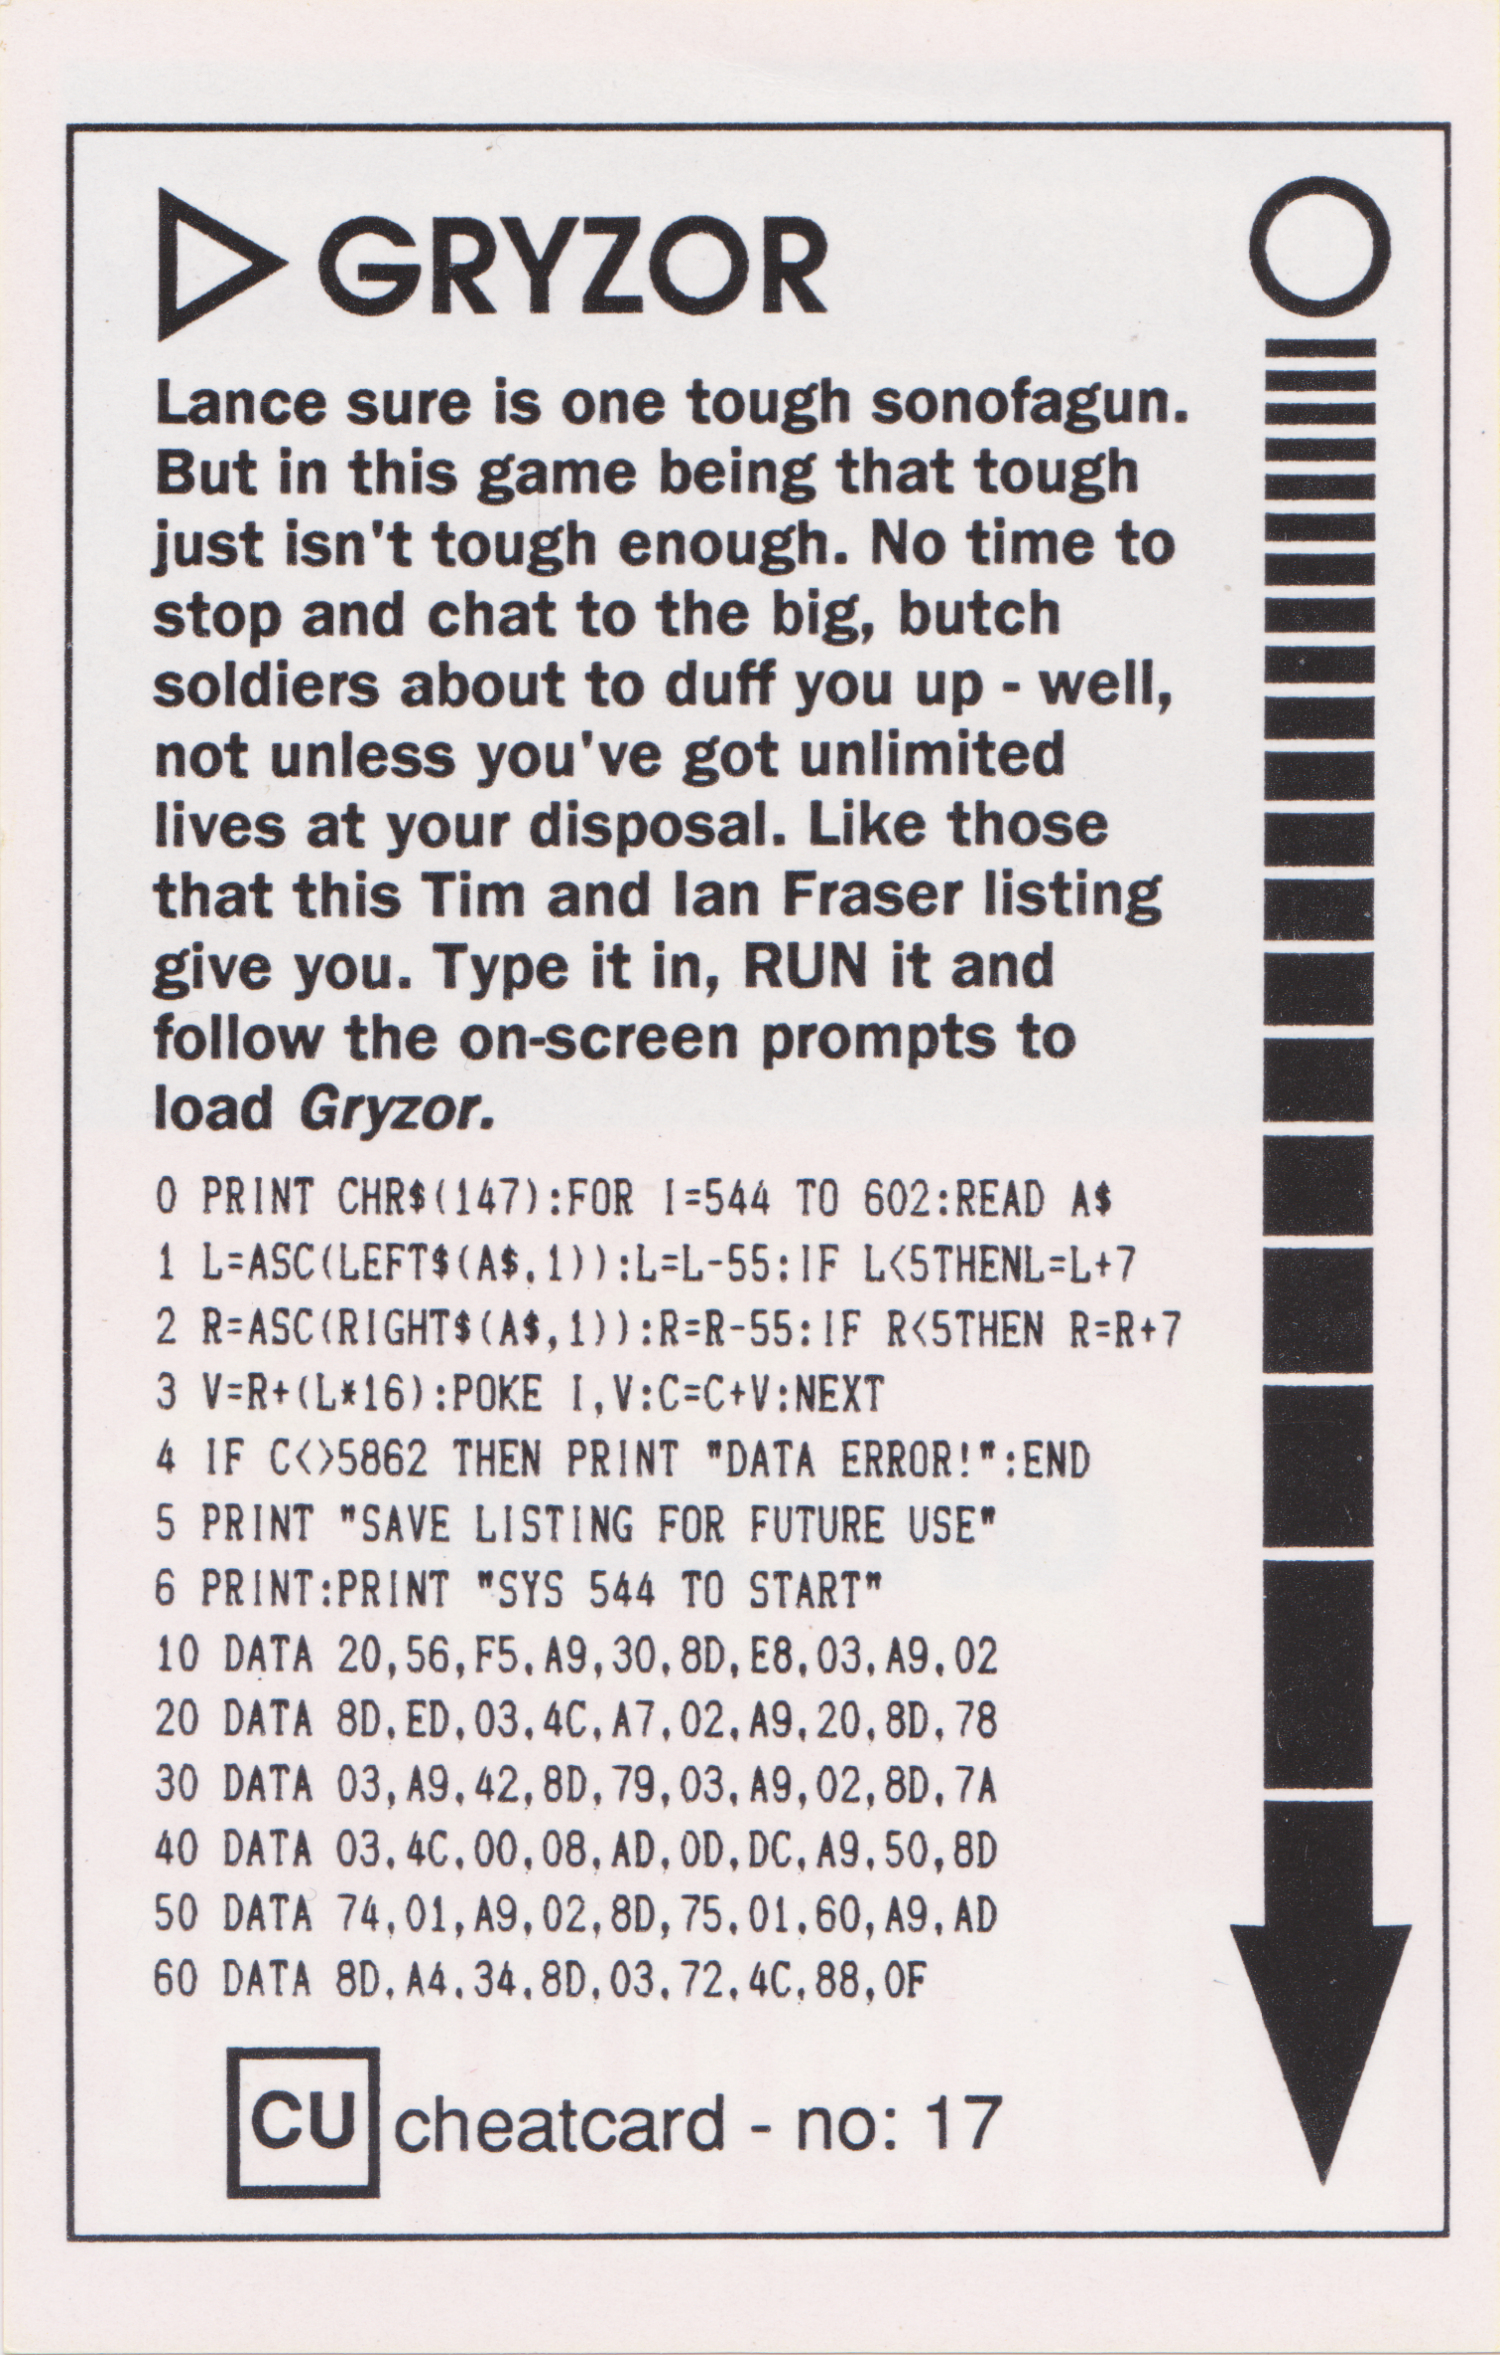 GRYZOR
Lance sure is one tough sonofagun.
But in this game being that tough
just isn't tough enough. No time to
stop and chat to the big, butch
soldiers about to duff you up - well,
not unless you've got unlimited
lives at your disposal. Like those
that this Tim and Ian Fraser listing
give you. Type it in, RUN it and
follow the on-screen prompts to
load Gryzor.
0 PRINT CHR$(147):FOR I=544 TO 602:READ A$
1 L=ASC(LEFT$(A$,1)):L=L-55:IF L<5THENL=L+7
2 R=ASC(RIGHT$(A$,1)):R=R-55:IF R<5THEN R=R+7
3 V=R+(L*16):POKE I,V:C=C+V:NEXT
4 IF C<>5862 THEN PRINT "DATA ERROR!":END
5 PRINT "SAVE LISTING FOR FUTURE USE"
6 PRINT:PRINT "SYS 544 TO START"
10 DATA 20,56,F5,A9,30,8D,E8,03,A9,02
20 DATA 8D,ED,03,4C,A7,02,A9,20,8D,78
30 DATA 03,A9,42,8D,79,03,A9,02,8D,7A
40 DATA 03,4C,00,08,AD,0D,DC,A9,50,8D
50 DATA 74,01,A9,02,8D,75,01,60,A9,AD
60 DATA 8D,A4,34,8D,03,72,4C,88,0F
CU cheatcard - no: 17